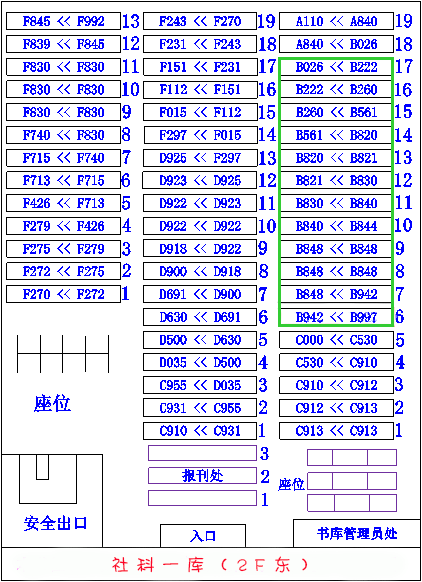 F845 << F992 13
F839 << F845 12
F830 << F830 11
F830 << F830 10
F830 << F830 9
F740 << F830 8
F715 << F740 7
F713 << F715 6
F426 << F713 5
F279 << F426 4
F275 << F279 3
F272 << F275 2
F270 << F272 1
座位
安全出口
F243 << F270 19
F231 << F243 18
F151 << F231 17
F112 << F151 16
F015 << F112 15
F297 << F015 14
D925 << F297 13
D923 << D925 12
D922 << D923 11
D922 << D922 10
D918 << D922 9
D900 << D918 8
D691 << D900 7
D630 << D691 6
D500 << D630 5
D035 << D500 4
C955 << D035 3
C931 << C955 2
C910 << C931 1
3
报刊处 2
1
入口
A110 << A840 19
A840 << B026 18
B026 << B222 17
B222 << B260 16
B260 << B561 15
B561 << B820 14
B820 << B821 13
B821 << B830 12
B830 << B840 11
B840 << B844 10
B848 << B848 9
B848 << B848 8
B848 << B942 7
B942 << B997 6
C000 << C530 5
C530 << C910 4
C910 << C912 3
C912 << C913 2
C913 << C913 1
座位
书库管理员处
社科一库（2F东）